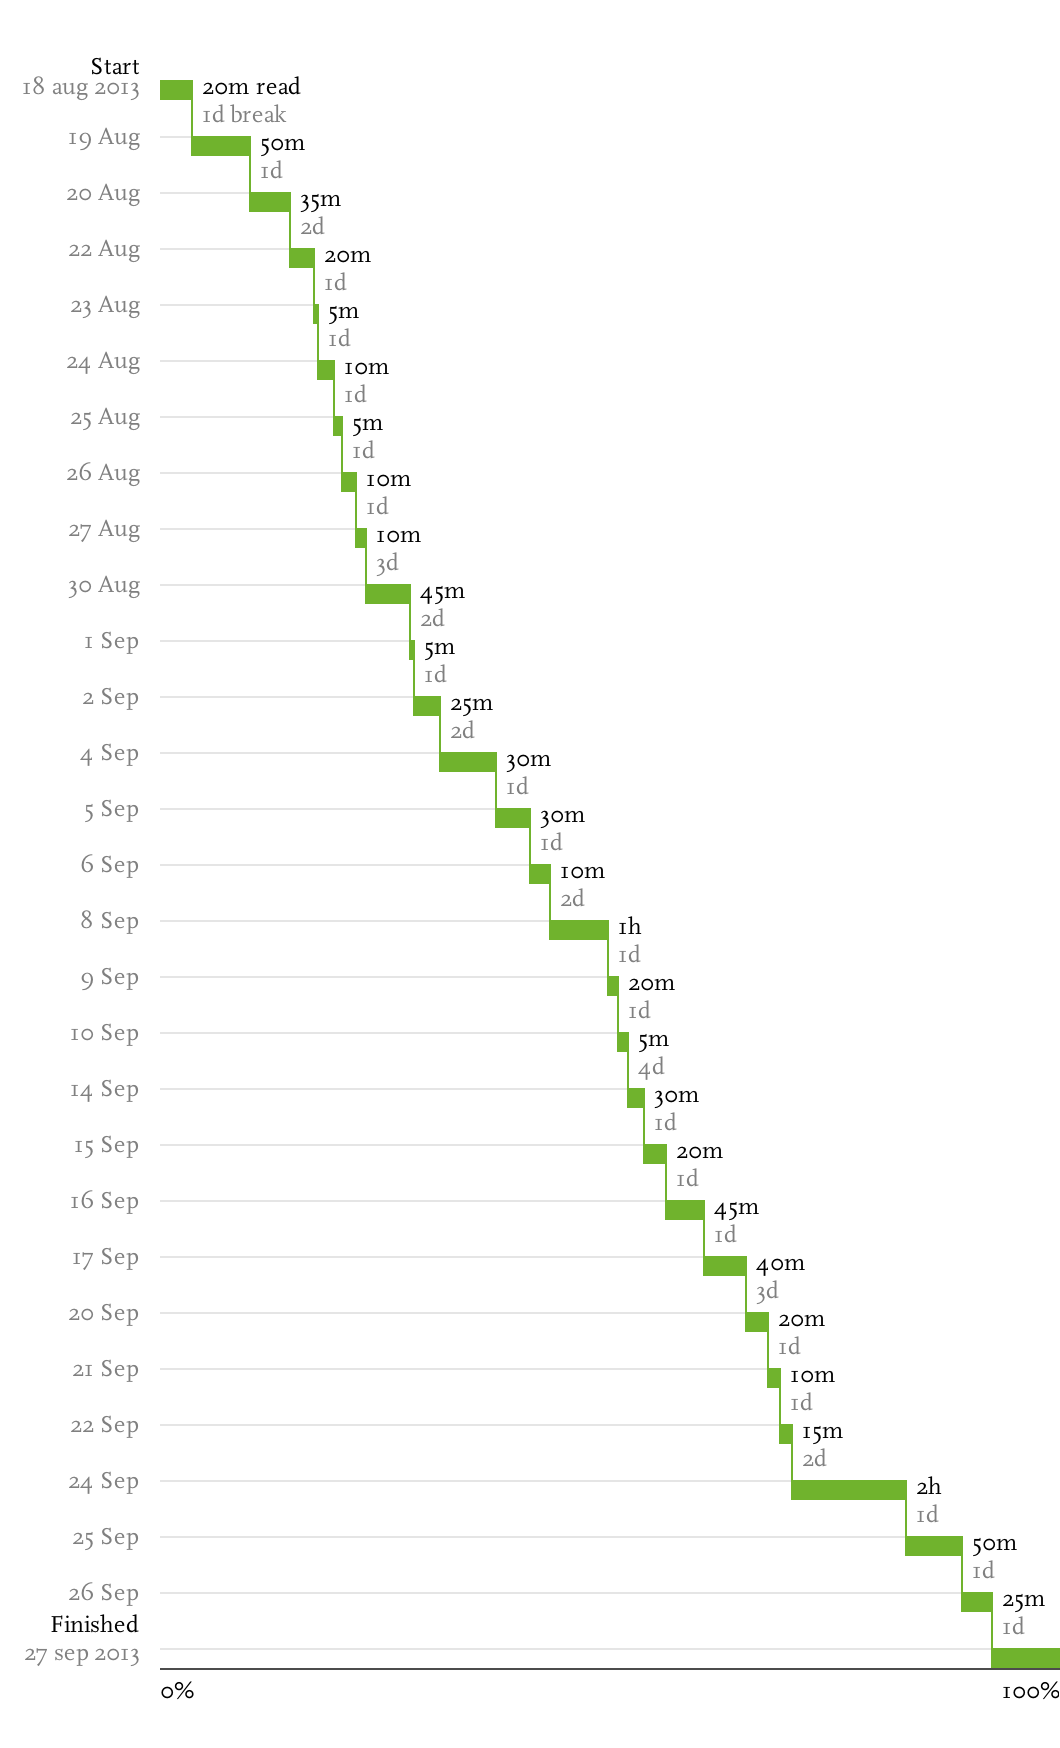 Start
18 aug 2013
20m read
1d break
19 Aug
50m
1d
20 Aug
35m
2d
22 Aug
20m
1d
23 Aug
5m
1d
24 Aug
10m
1d
25 Aug
5m
1d
26 Aug
10m
1d
27 Aug
10m
3d
30 Aug
45m
2d
1 Sep
5m
1d
2 Sep
25m
2d
4 Sep
30m
1d
5 Sep
30m
1d
6 Sep
10m
2d
8 Sep
1h
1d
9 Sep
20m
1d
10 Sep
5m
4d
14 Sep
30m
1d
15 Sep
20m
1d
16 Sep
45m
1d
17 Sep
40m
3d
20 Sep
20m
1d
21 Sep
10m
1d
22 Sep
15m
2d
24 Sep
2h
1d
25 Sep
50m
1d
26 Sep
25m
1d
Finished
27 sep 2013
0%
100%